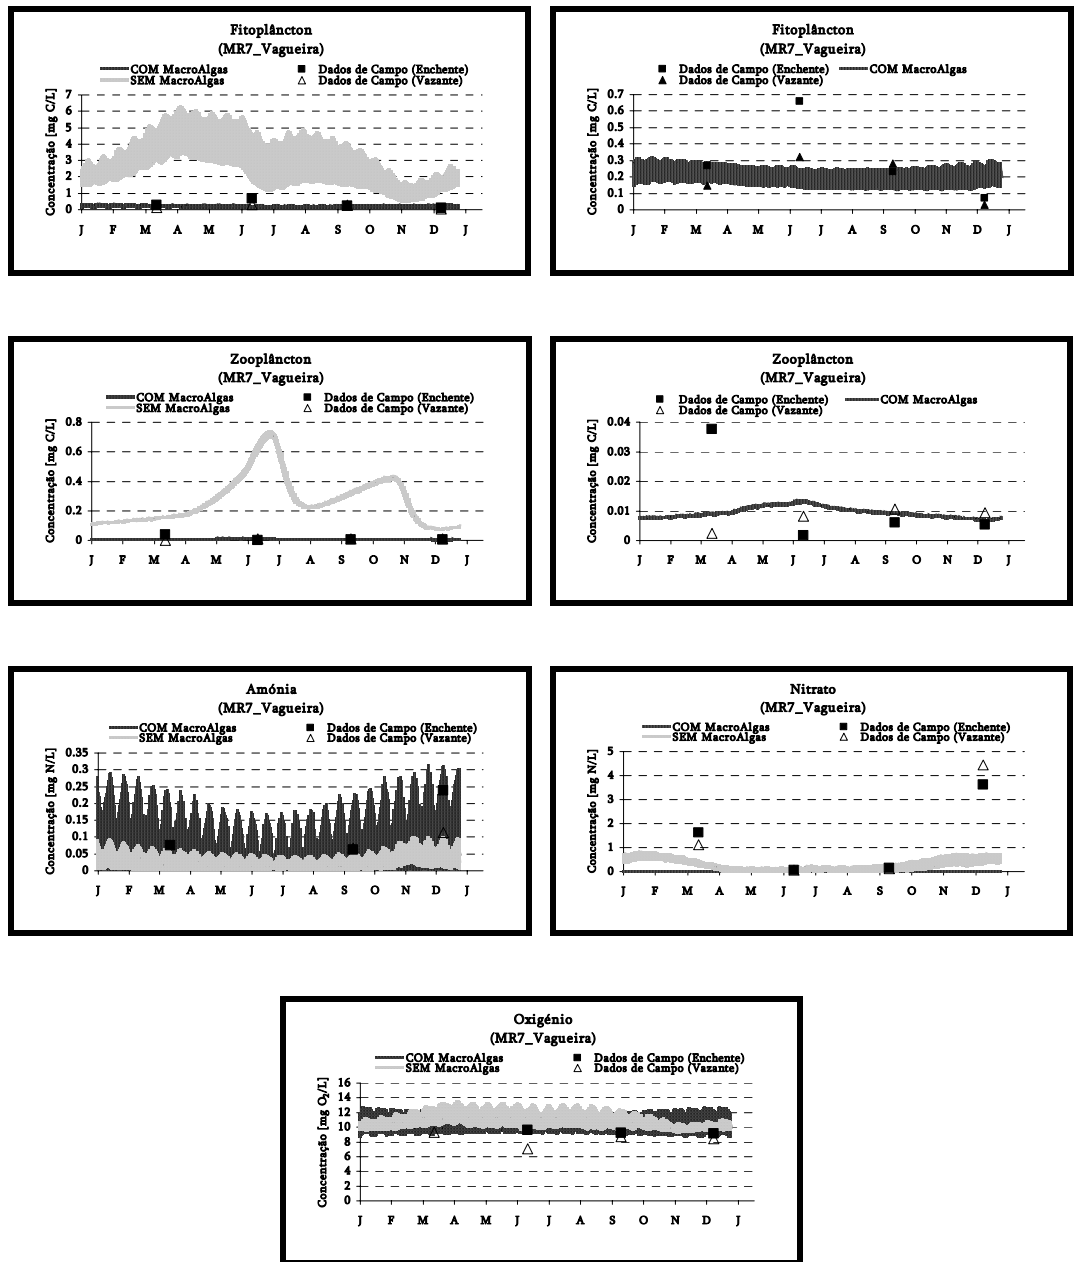 Fitoplâncton
(MR7_Vagueira)
COM MacroAlgas
Dados de Campo (Enchente)
SEM MacroAlgas
Dados de Campo (Vazante)
Concentração [mg C/L]
7
6
5
4
3
2
1
0
J F M A M J J A S O N D J
Fitoplâncton
(MR7_Vagueira)
Dados de Campo (Enchente)
COM MacroAlgas
Dados de Campo (Vazante)
Concentração [mg C/L]
0.7
0.6
0.5
0.4
0.3
0.2
0.1
0
J F M A M J J A S O N D J
Zooplâncton
(MR7_Vagueira)
COM MacroAlgas
Dados de Campo (Enchente)
SEM MacroAlgas
Dados de Campo (Vazante)
Concentração [mg C/L]
0.8
0.6
0.4
0.2
0
J F M A M J J A S O N D J
Zooplâncton
(MR7_Vagueira)
Dados de Campo (Enchente)
COM MacroAlgas
Dados de Campo (Vazante)
Concentração [mg C/L]
0.04
0.03
0.02
0.01
0
J F M A M J J A S O N D J
Amónia
(MR7_Vagueira)
COM MacroAlgas
Dados de Campo (Enchente)
SEM MacroAlgas
Dados de Campo (Vazante)
Concentração [mg N/L]
0.35
0.3
0.25
0.2
0.15
0.1
0.05
0
J F M A M J J A S O N D J
Nitrato
(MR7_Vagueira)
COM MacroAlgas
Dados de Campo (Enchente)
SEM MacroAlgas
Dados de Campo (Vazante)
Concentração [mg N/L]
5
4
3
2
1
0
J F M A M J J A S O N D J
Oxigénio
(MR7_Vagueira)
COM MacroAlgas
Dados de Campo (Enchente)
SEM MacroAlgas
Dados de Campo (Vazante)
Concentração [mg O₂/L]
16
14
12
10
8
6
4
2
0
J F M A M J J A S O N D J